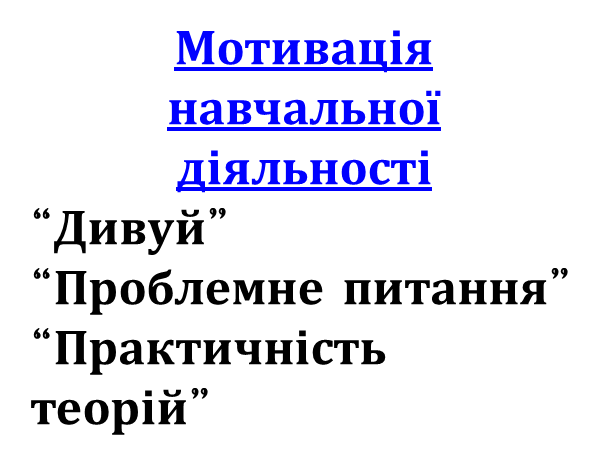 Мотивація
навчальної
діяльності
“Дивуй”
“Проблемне питання”
“Практичність
теорій”